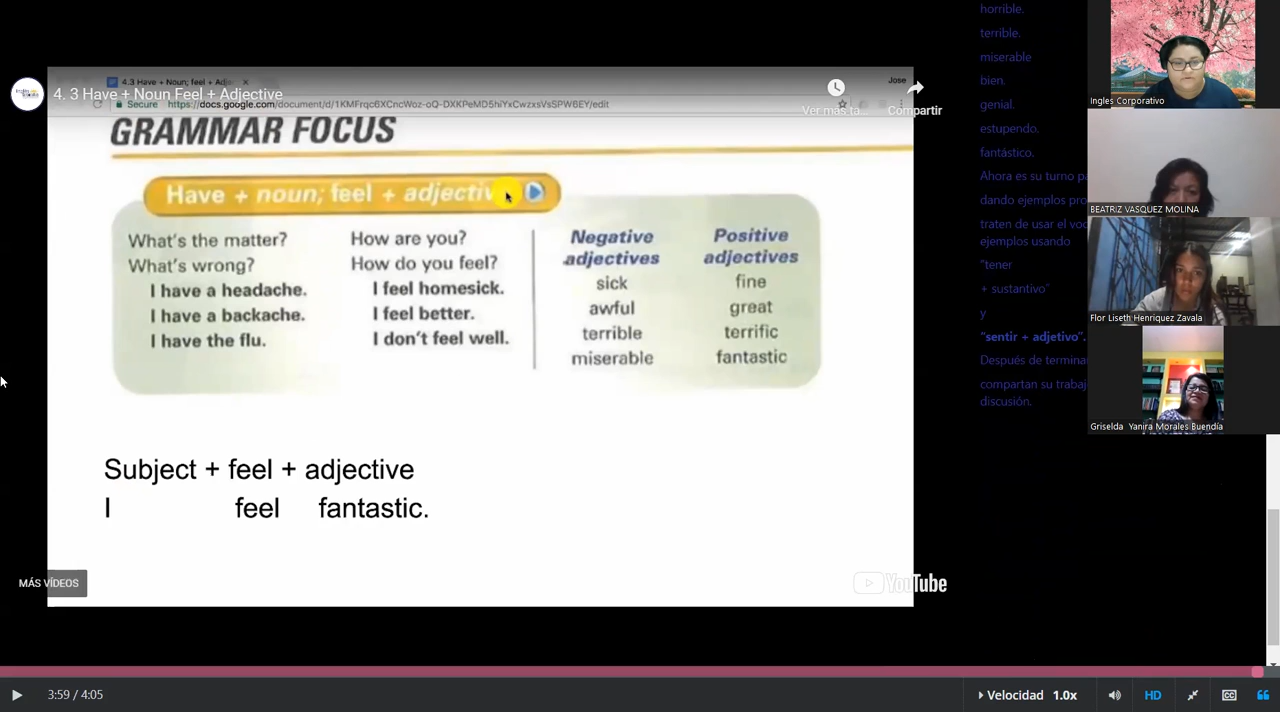 4.3 Have + Noun; feel + Adje
Jose
Secure https://docs.google.com/document/d/1KMFrqc6XCncWoz-oQ-DXKPeMD5hiYxCwzxsVsSPW6EY/edit
4. 3 Have + Noun Feel + Adjective
Ver más ta...
Compartir
GRAMMAR FOCUS
Have + noun; feel + adjectiv
What's the matter?
What's wrong?
I have a headache.
I have a backache.
I have the flu.
How are you?
How do you feel?
I feel homesick.
I feel better.
I don't feel well.
Negative
adjectives
sick
awful
terrible
miserable
Positive
adjectives
fine
great
terrific
fantastic
Subject + feel + adjective
I feel fantastic.
MÁS VÍDEOS
YouTube
horrible.
terrible.
miserable
bien.
genial.
estupendo.
fantástico.
Ahora es su turno pa
dando ejemplos pro
traten de usar el voc
ejemplos usando
“tener
+ sustantivo”
y
“sentir + adjetivo”.
Después de termina
compartan su trabaj
discusión.
Ingles Corporativo
BEATRIZ VASQUEZ MOLINA
Flor Liseth Henriquez Zavala
Griselda Yanira Morales Buendía
3:59 / 4:05
Velocidad 1.0x
HD
CC